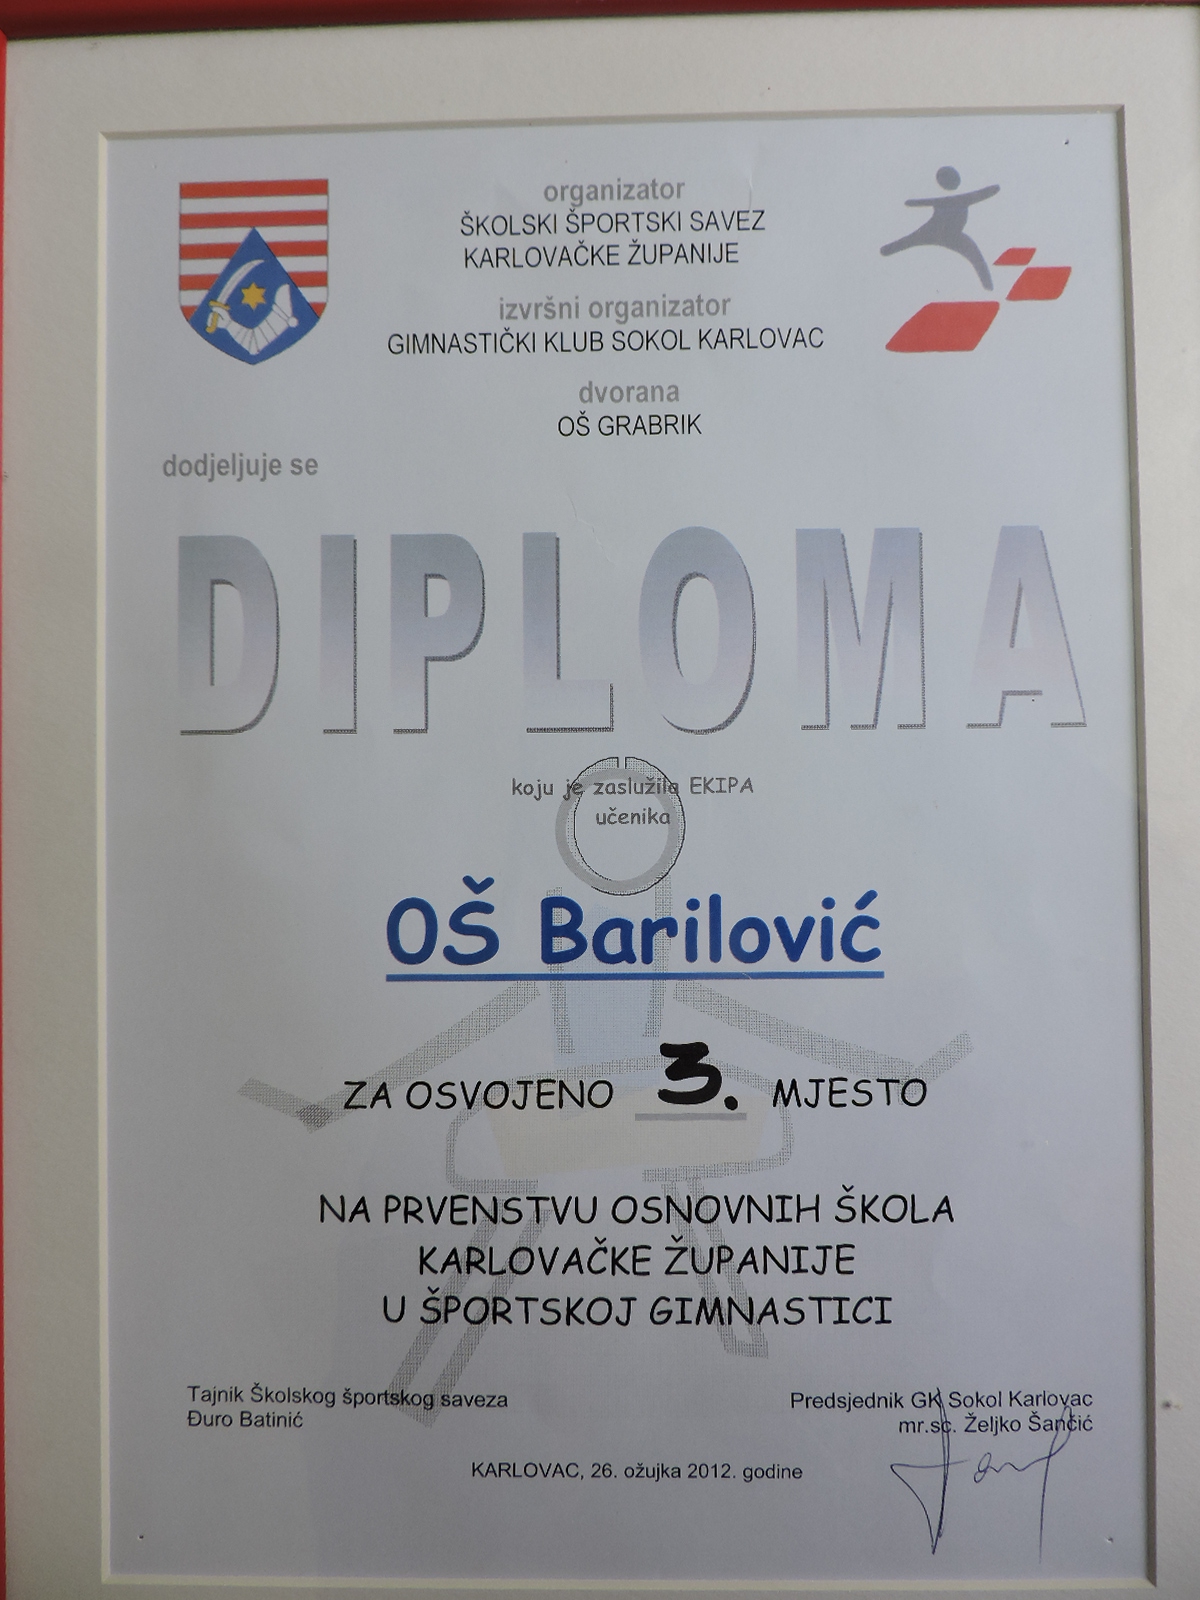 organizator
ŠKOLSKI ŠPORTSKI SAVEZ
KARLOVAČKE ŽUPANIJE
izvršni organizator
GIMNASTIČKI KLUB SOKOL KARLOVAC
dvorana
OŠ GRABRIK
dodjeljuje se
DIPLOMA
koju je zaslužila EKIPA
učenika
OŠ Barilović
ZA OSVOJENO 3. MJESTO
NA PRVENSTVU OSNOVNIH ŠKOLA
KARLOVAČKE ŽUPANIJE
U ŠPORTSKOJ GIMNASTICI
Tajnik Školskog športskog saveza
Đuro Batinić
Predsjednik GK Sokol Karlovac
mr.sc. Željko Šančić
KARLOVAC, 26. ožujka 2012. godine